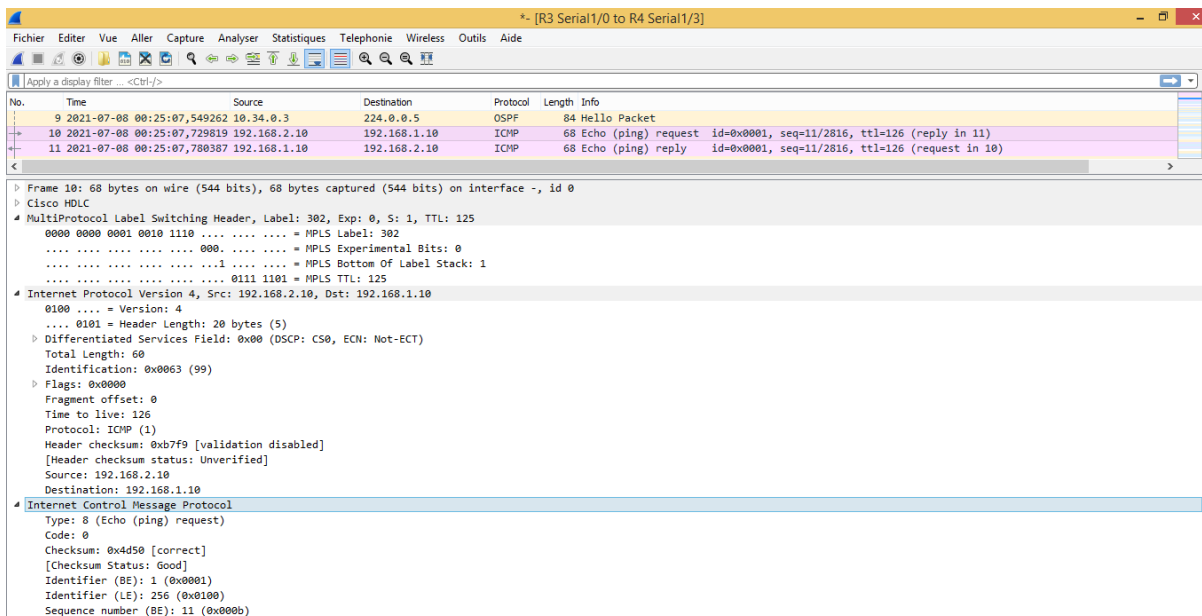 *- [R3 Serial1/0 to R4 Serial1/3]
Fichier Editer Vue Aller Capture Analyser Statistiques Telephonie Wireless Outils Aide
Apply a display filter ... <Ctrl-/>
No. Time Source Destination Protocol Length Info
9 2021-07-08 00:25:07,549262 10.34.0.3 224.0.0.5 OSPF 84 Hello Packet
10 2021-07-08 00:25:07,729819 192.168.2.10 192.168.1.10 ICMP 68 Echo (ping) request id=0x0001, seq=11/2816, ttl=126 (reply in 11)
11 2021-07-08 00:25:07,780387 192.168.1.10 192.168.2.10 ICMP 68 Echo (ping) reply id=0x0001, seq=11/2816, ttl=126 (request in 10)
Frame 10: 68 bytes on wire (544 bits), 68 bytes captured (544 bits) on interface -, id 0
Cisco HDLC
MultiProtocol Label Switching Header, Label: 302, Exp: 0, S: 1, TTL: 125
0000 0000 0001 0010 1110 .... .... .... = MPLS Label: 302
.... .... .... .... .... 000. .... .... = MPLS Experimental Bits: 0
.... .... .... .... .... ...1 .... .... = MPLS Bottom Of Label Stack: 1
.... .... .... .... .... .... 0111 1101 = MPLS TTL: 125
Internet Protocol Version 4, Src: 192.168.2.10, Dst: 192.168.1.10
0100 .... = Version: 4
.... 0101 = Header Length: 20 bytes (5)
Differentiated Services Field: 0x00 (DSCP: CS0, ECN: Not-ECT)
Total Length: 60
Identification: 0x0063 (99)
Flags: 0x0000
Fragment offset: 0
Time to live: 126
Protocol: ICMP (1)
Header checksum: 0xb7f9 [validation disabled]
[Header checksum status: Unverified]
Source: 192.168.2.10
Destination: 192.168.1.10
Internet Control Message Protocol
Type: 8 (Echo (ping) request)
Code: 0
Checksum: 0x4d50 [correct]
[Checksum Status: Good]
Identifier (BE): 1 (0x0001)
Identifier (LE): 256 (0x0100)
Sequence number (BE): 11 (0x000b)